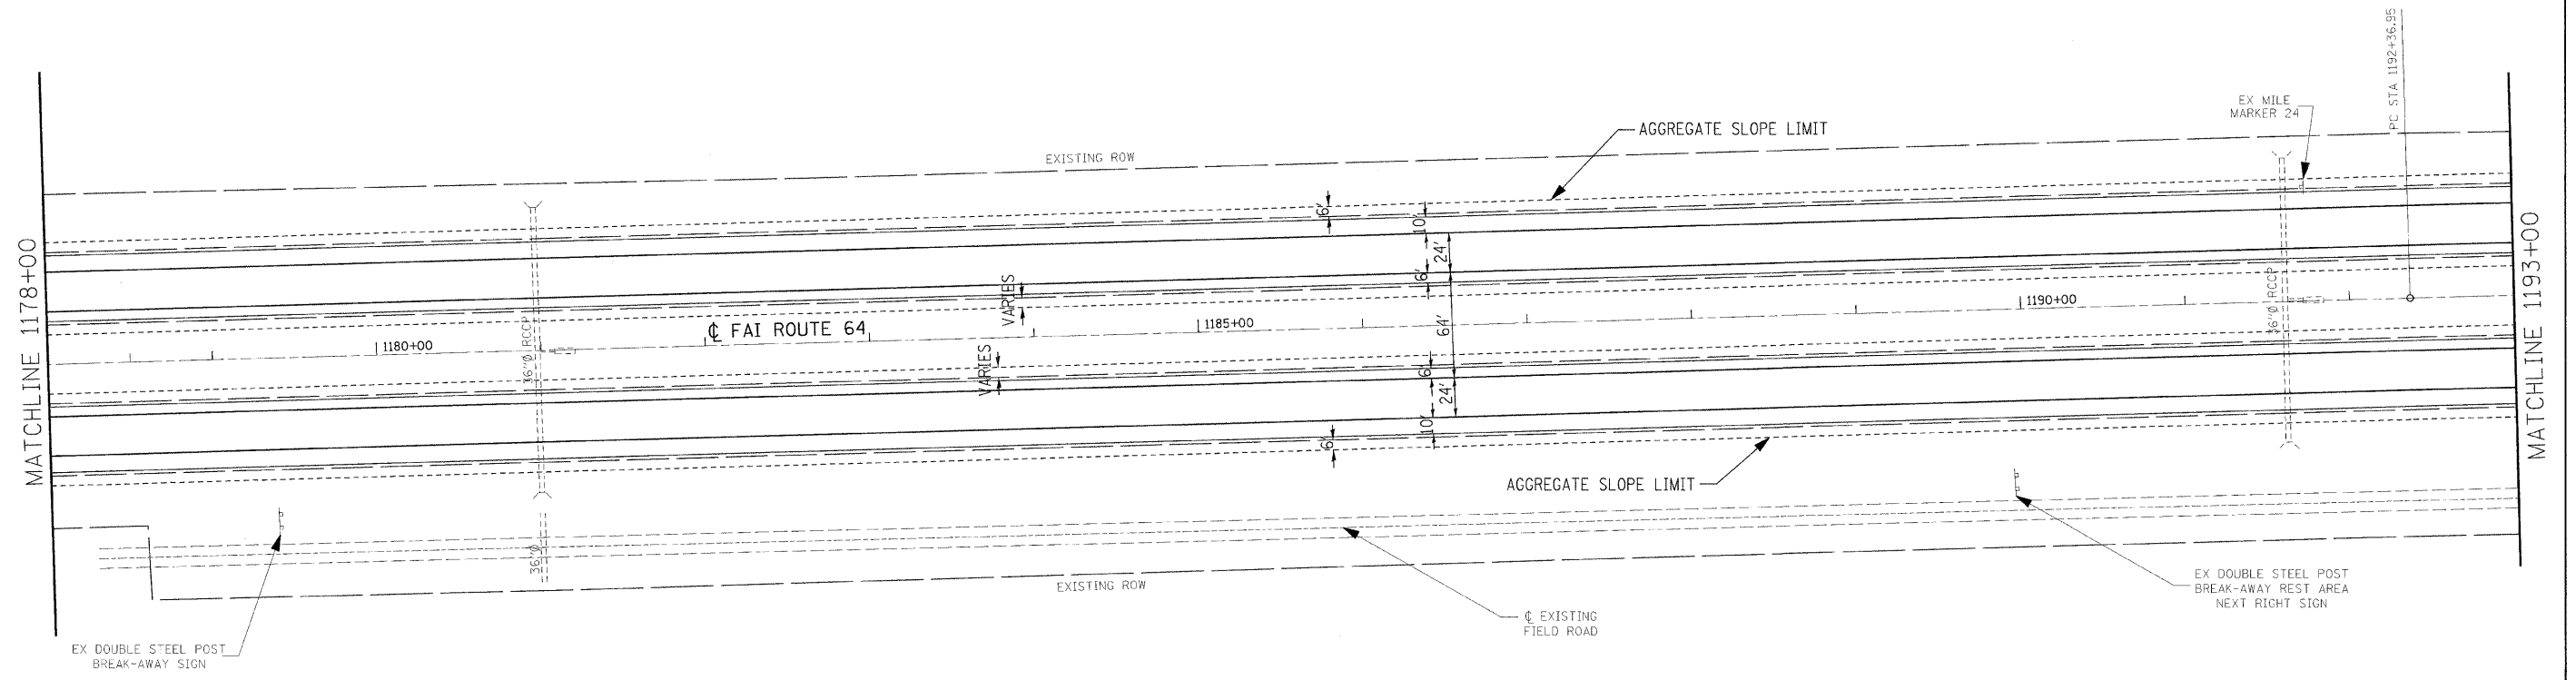 PC STA 1192+36.95
EX MILE
MARKER 24
AGGREGATE SLOPE LIMIT
EXISTING ROW
MATCHLINE 1178+00
MATCHLINE 1193+00
6'
10'
24'
6'
VARIES
36"Ø RCCP
36"Ø RCCP
1190+00
℄ FAI ROUTE 64
1185+00
64'
1180+00
VARIES
6'
24'
10'
6'
AGGREGATE SLOPE LIMIT
36"Ø
EXISTING ROW
EX DOUBLE STEEL POST
BREAK-AWAY REST AREA
NEXT RIGHT SIGN
℄ EXISTING
FIELD ROAD
EX DOUBLE STEEL POST
BREAK-AWAY SIGN